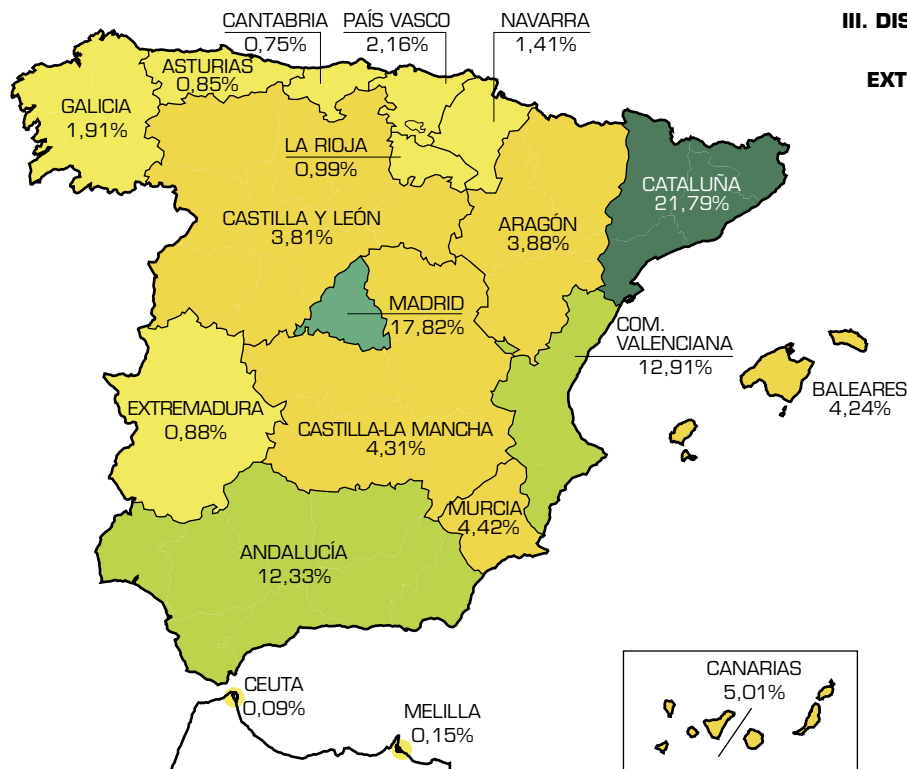 CANTABRIA
0,75%
PAÍS VASCO
2,16%
NAVARRA
1,41%
III. DIS
EXT
ASTURIAS
0,85%
GALICIA
1,91%
LA RIOJA
0,99%
CATALUÑA
21,79%
CASTILLA Y LEÓN
3,81%
ARAGÓN
3,88%
MADRID
17,82%
COM.
VALENCIANA
12,91%
BALEARES
4,24%
EXTREMADURA
0,88%
CASTILLA-LA MANCHA
4,31%
MURCIA
4,42%
ANDALUCÍA
12,33%
CEUTA
0,09%
MELILLA
0,15%
CANARIAS
5,01%